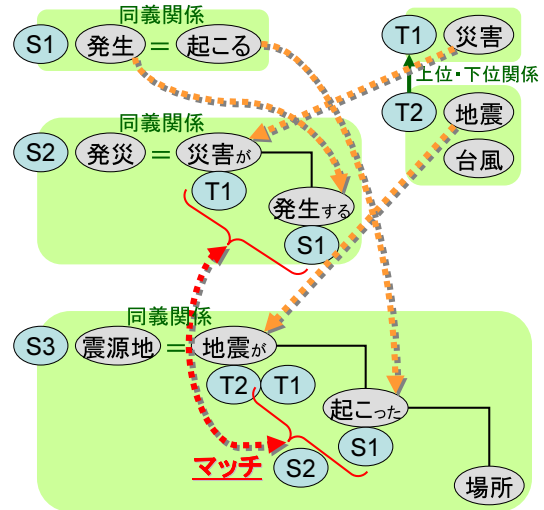 同義関係
S1 発生 = 起こる
T1 災害
上位・下位関係
T2 地震
台風
同義関係
S2 発災 = 災害が
T1
発生する
S1
同義関係
S3 震源地 = 地震が
T2 T1
起こった
S1
マッチ
S2
場所